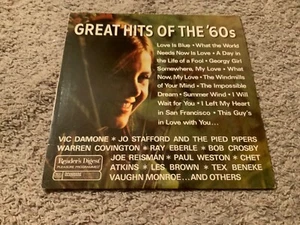 GREAT HITS OF THE '60s
Love Is Blue • What the World
Needs Now Is Love • A Day in
the Life of a Fool • Georgy Girl
Somewhere, My Love • What
Now, My Love • The Windmills
of Your Mind • The Impossible
Dream • Summer Wind • I Will
Wait for You • I Left My Heart
in San Francisco • This Guy's
in Love with You...
VIC DAMONE • JO STAFFORD AND THE PIED PIPERS
WARREN COVINGTON • RAY EBERLE • BOB CROSBY
JOE REISMAN • PAUL WESTON • CHET
ATKINS • LES BROWN • TEX BENEKE
VAUGHN MONROE...AND OTHERS
Reader's Digest
PLEASURE PROGRAMMED